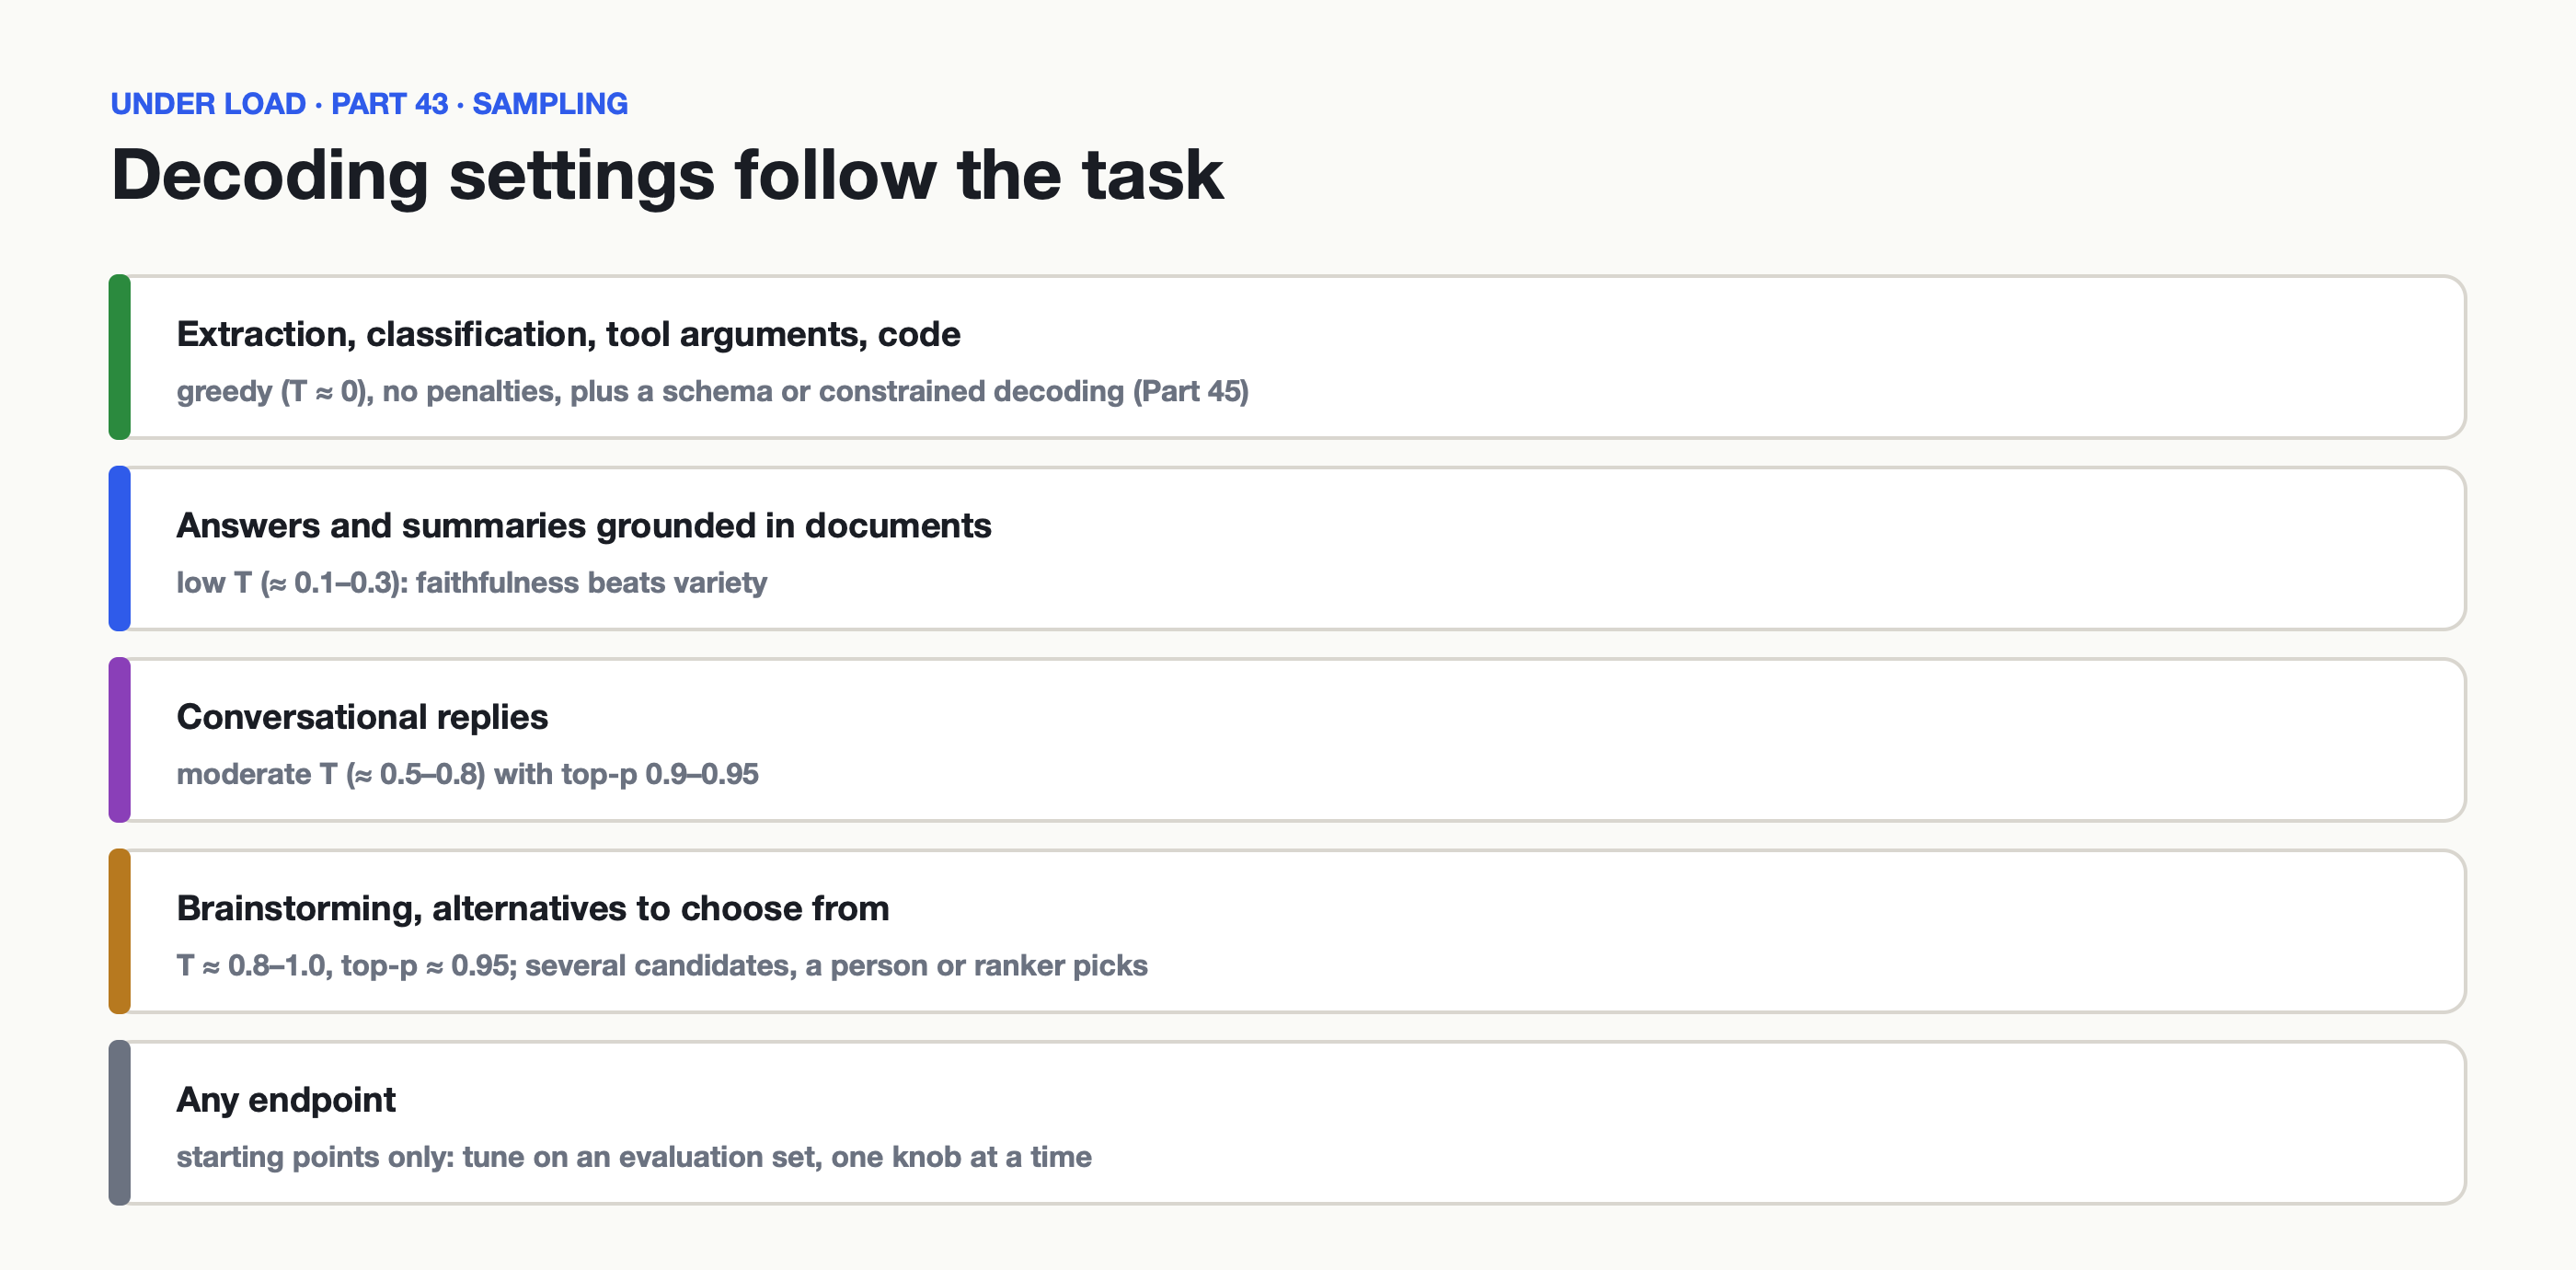 UNDER LOAD · PART 43 · SAMPLING
Decoding settings follow the task
Extraction, classification, tool arguments, code
greedy (T ≈ 0), no penalties, plus a schema or constrained decoding (Part 45)
Answers and summaries grounded in documents
low T (≈ 0.1–0.3): faithfulness beats variety
Conversational replies
moderate T (≈ 0.5–0.8) with top-p 0.9–0.95
Brainstorming, alternatives to choose from
T ≈ 0.8–1.0, top-p ≈ 0.95; several candidates, a person or ranker picks
Any endpoint
starting points only: tune on an evaluation set, one knob at a time